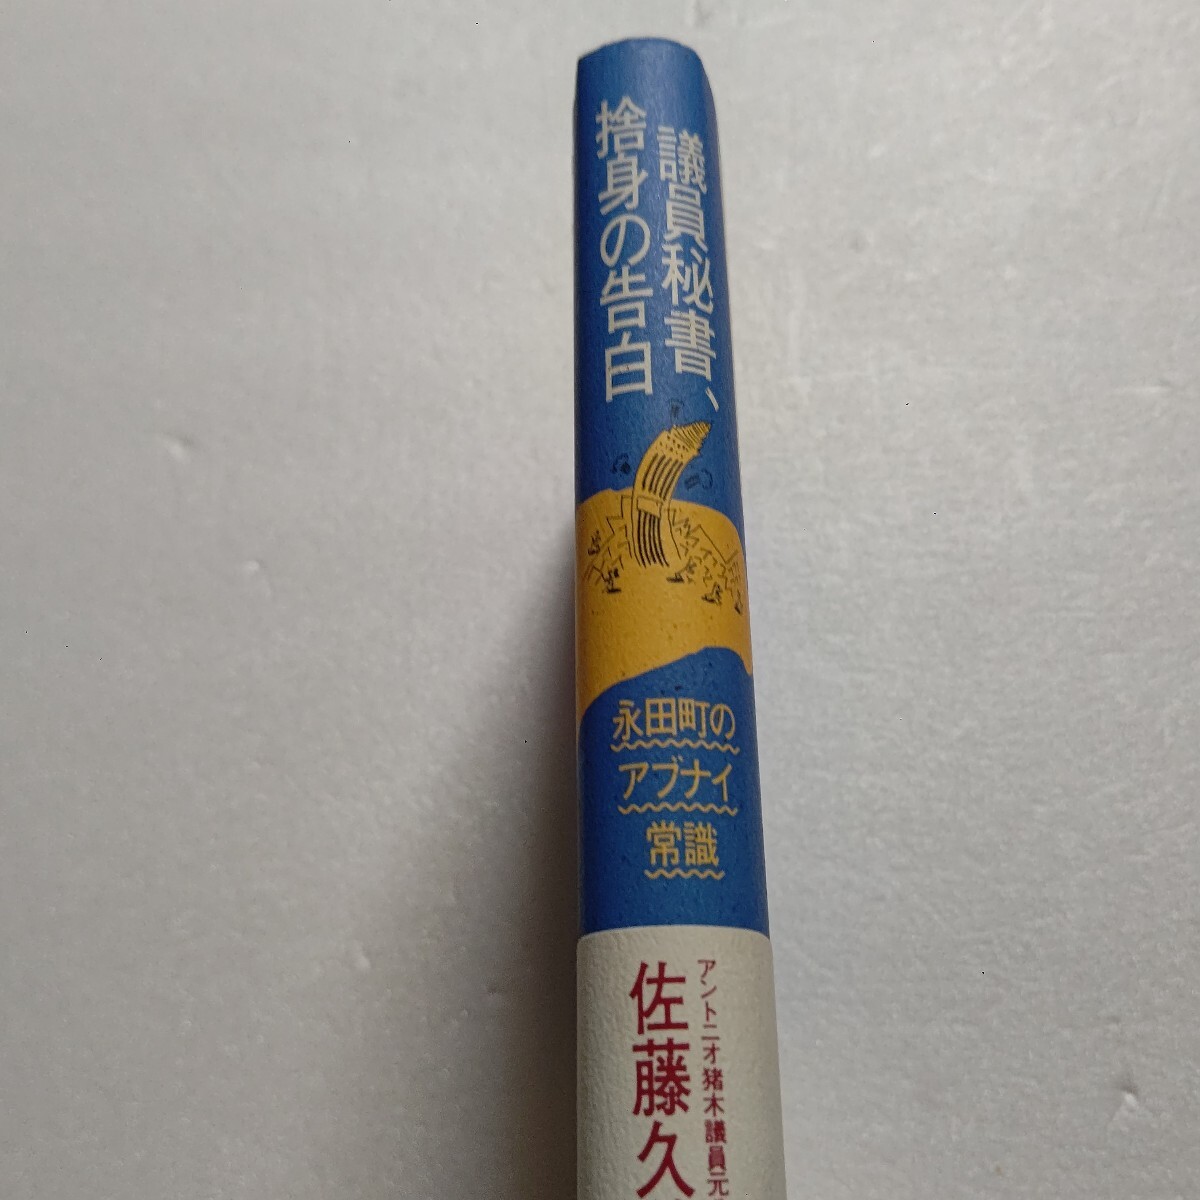 議員秘書、
捨身の告白
永田町の
アブナイ
常識
アントニオ猪木議員元
佐藤久